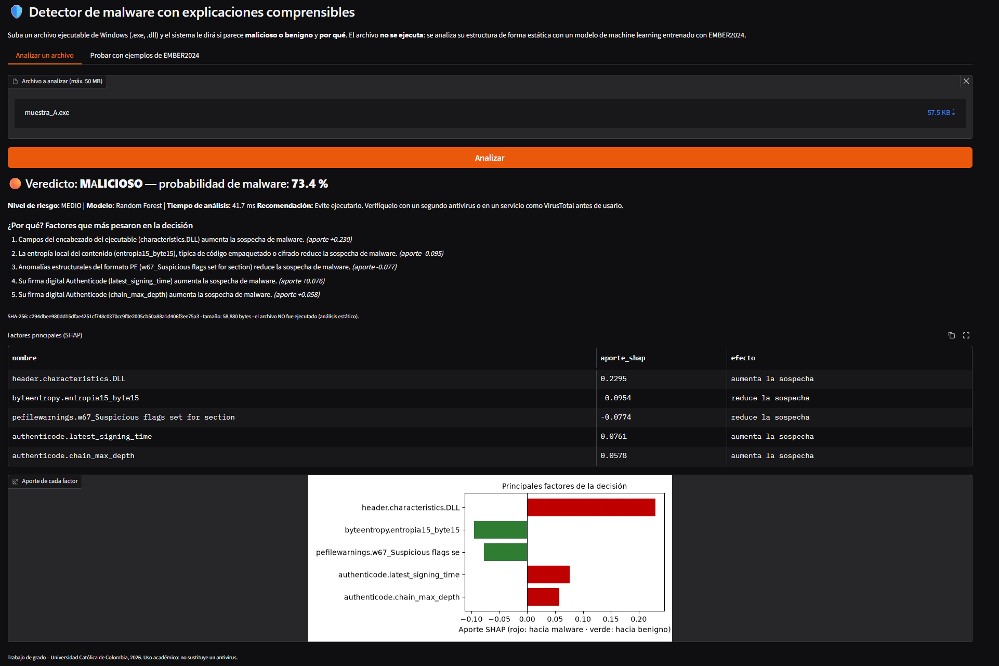 Detector de malware con explicaciones comprensibles
Suba un archivo ejecutable de Windows (.exe, .dll) y el sistema le dirá si parece malicioso o benigno y por qué. El archivo no se ejecuta: se analiza su estructura de forma estática con un modelo de machine learning entrenado con EMBER2024.
Analizar un archivo
Probar con ejemplos de EMBER2024
Archivo a analizar (máx. 50 MB)
muestra_A.exe
57.5 KB ⇣
Analizar
Veredicto: MALICIOSO — probabilidad de malware: 73.4 %
Nivel de riesgo: MEDIO | Modelo: Random Forest | Tiempo de análisis: 41.7 ms Recomendación: Evite ejecutarlo. Verifíquelo con un segundo antivirus o en un servicio como VirusTotal antes de usarlo.
¿Por qué? Factores que más pesaron en la decisión
1. Campos del encabezado del ejecutable (characteristics.DLL) aumenta la sospecha de malware. (aporte +0.230)
2. La entropía local del contenido (entropia15_byte15), típica de código empaquetado o cifrado reduce la sospecha de malware. (aporte -0.095)
3. Anomalías estructurales del formato PE (w67_Suspicious flags set for section) reduce la sospecha de malware. (aporte -0.077)
4. Su firma digital Authenticode (latest_signing_time) aumenta la sospecha de malware. (aporte +0.076)
5. Su firma digital Authenticode (chain_max_depth) aumenta la sospecha de malware. (aporte +0.058)
SHA-256: c294dbee980dd15dfae4251cf748c0370cc9f0e2005cb50a88a1d406f3ee75a3 · tamaño: 58,880 bytes · el archivo NO fue ejecutado (análisis estático).
Factores principales (SHAP)
nombre aporte_shap efecto
header.characteristics.DLL 0.2295 aumenta la sospecha
byteentropy.entropia15_byte15 -0.0954 reduce la sospecha
pefilewarnings.w67_Suspicious flags set for section -0.0774 reduce la sospecha
authenticode.latest_signing_time 0.0761 aumenta la sospecha
authenticode.chain_max_depth 0.0578 aumenta la sospecha
Aporte de cada factor
Principales factores de la decisión
header.characteristics.DLL
byteentropy.entropia15_byte15
pefilewarnings.w67_Suspicious flags se
authenticode.latest_signing_time
authenticode.chain_max_depth
−0.10 −0.05 0.00 0.05 0.10 0.15 0.20
Aporte SHAP (rojo: hacia malware · verde: hacia benigno)
Trabajo de grado – Universidad Católica de Colombia, 2026. Uso académico: no sustituye un antivirus.